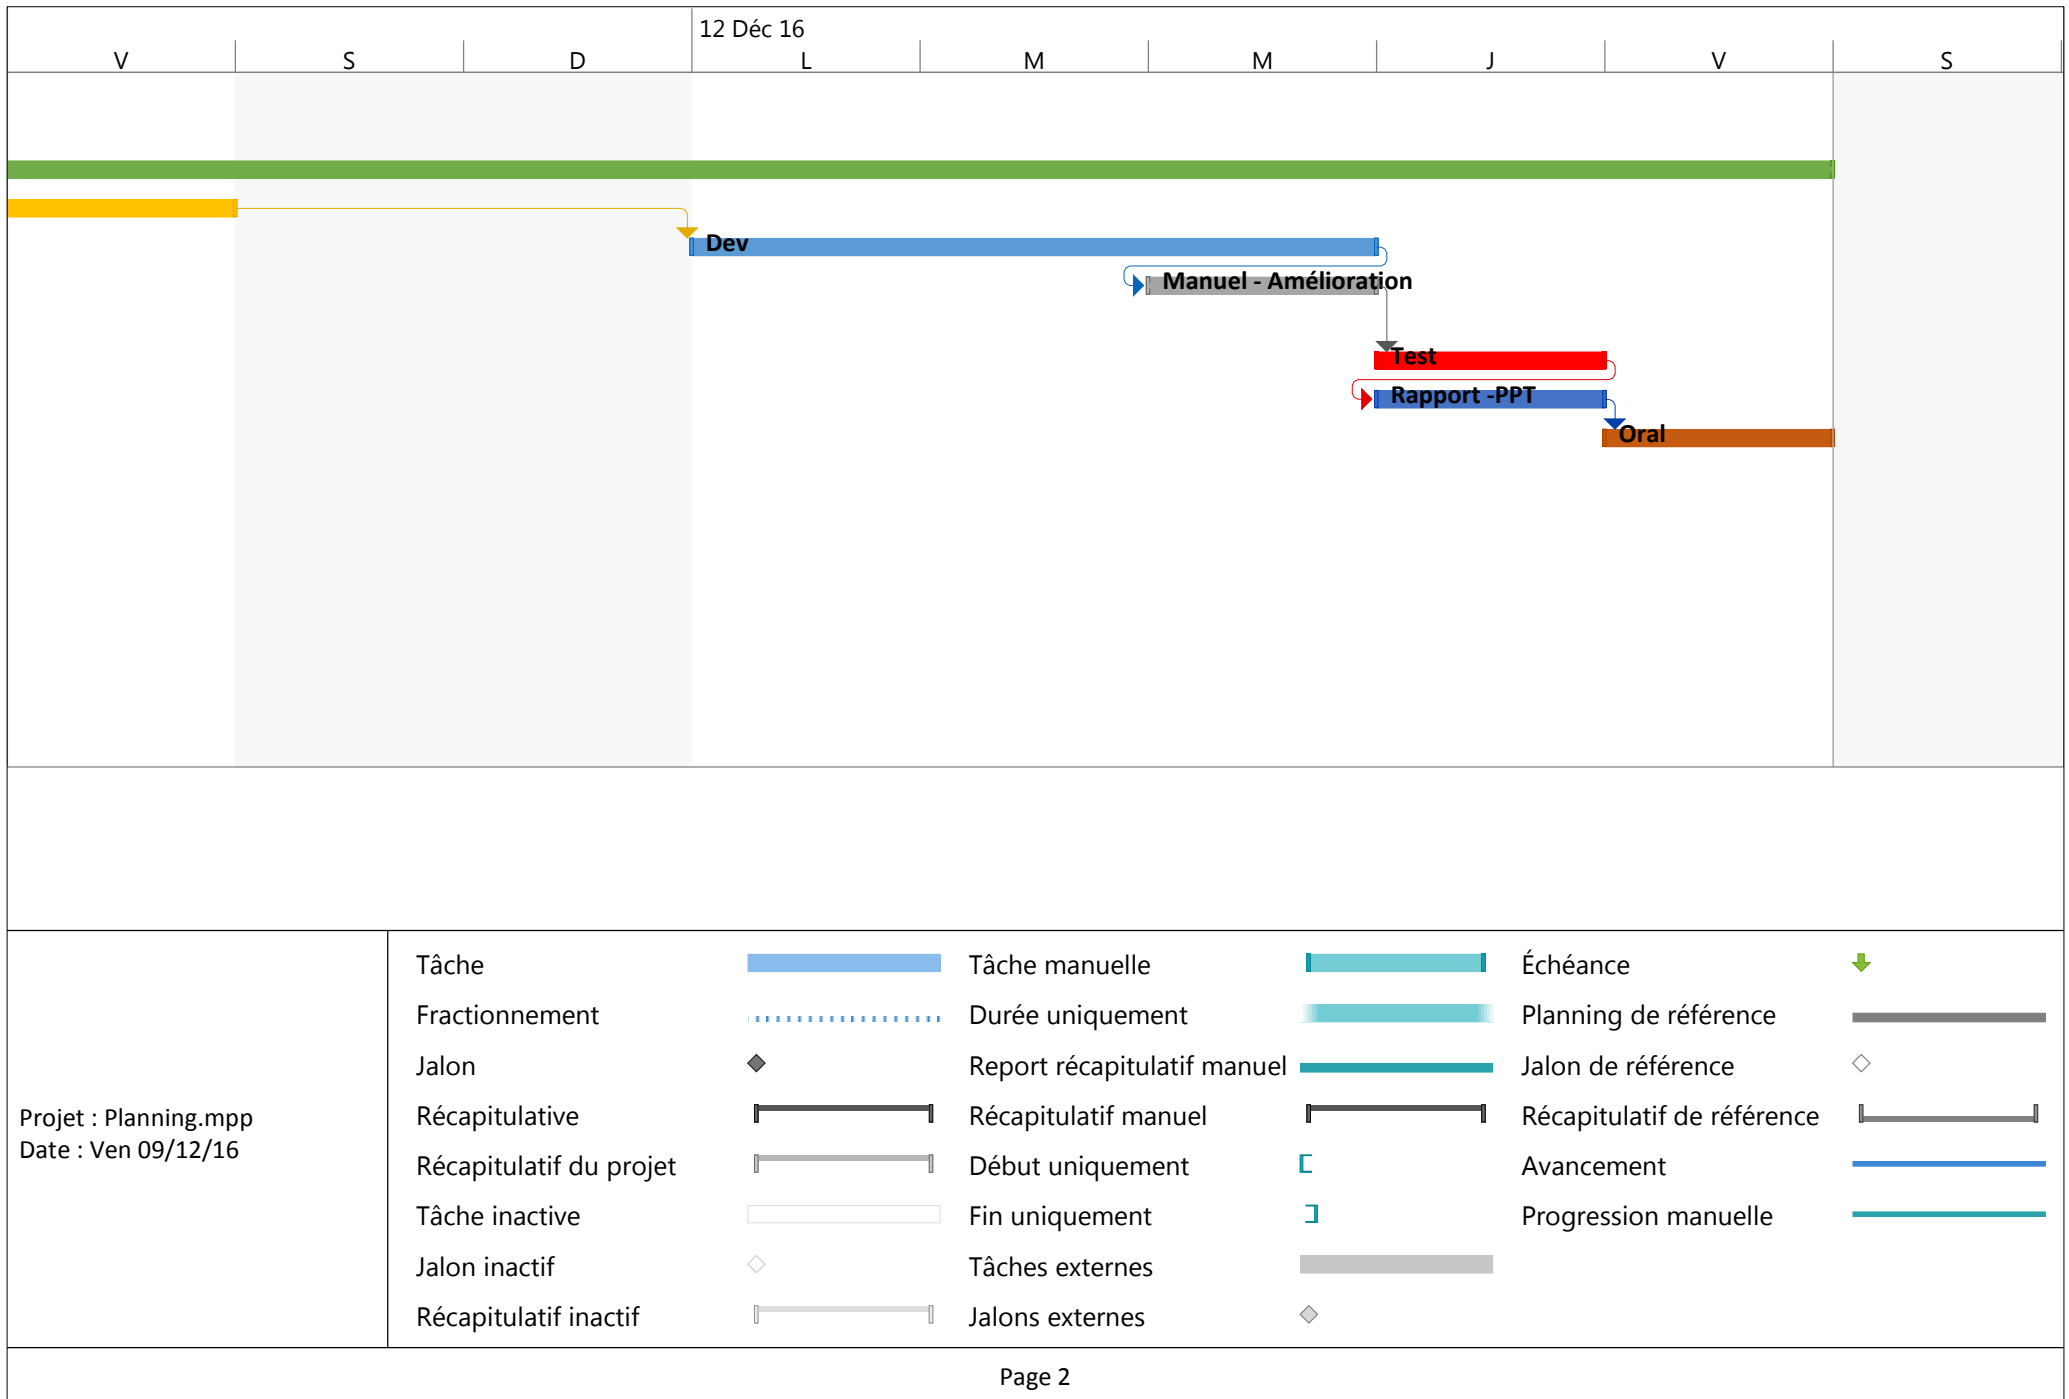 12 Déc 16
V S D L M M J V S
Dev
Manuel - Amélioration
Test
Rapport -PPT
Oral
Projet : Planning.mpp
Date : Ven 09/12/16
Tâche
Fractionnement
Jalon
Récapitulative
Récapitulatif du projet
Tâche inactive
Jalon inactif
Récapitulatif inactif
Tâche manuelle
Durée uniquement
Report récapitulatif manuel
Récapitulatif manuel
Début uniquement
Fin uniquement
Tâches externes
Jalons externes
Échéance
Planning de référence
Jalon de référence
Récapitulatif de référence
Avancement
Progression manuelle
Page 2